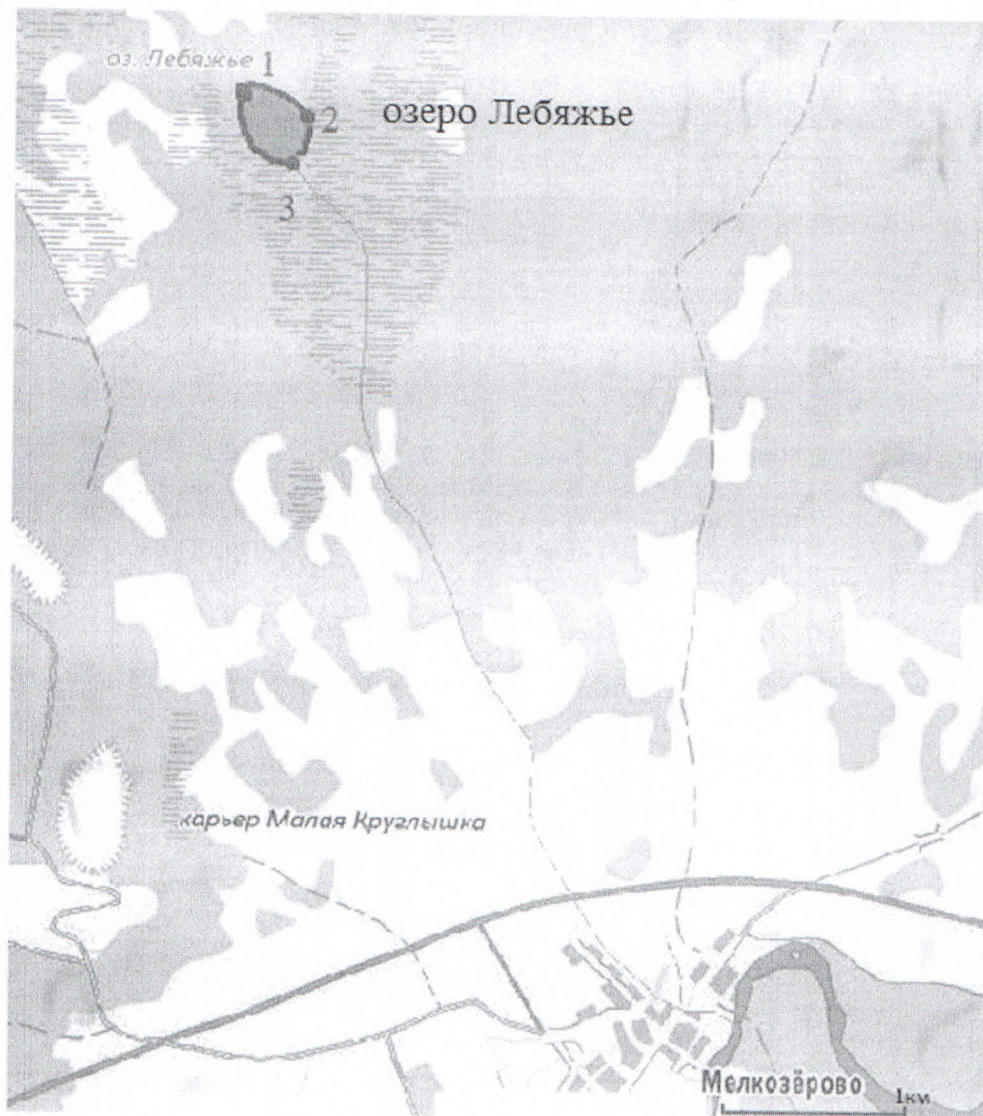 оз. Лебяжье
1
2
озеро Лебяжье
3
карьер Малая Круглышка
Мелкозёрово
1км